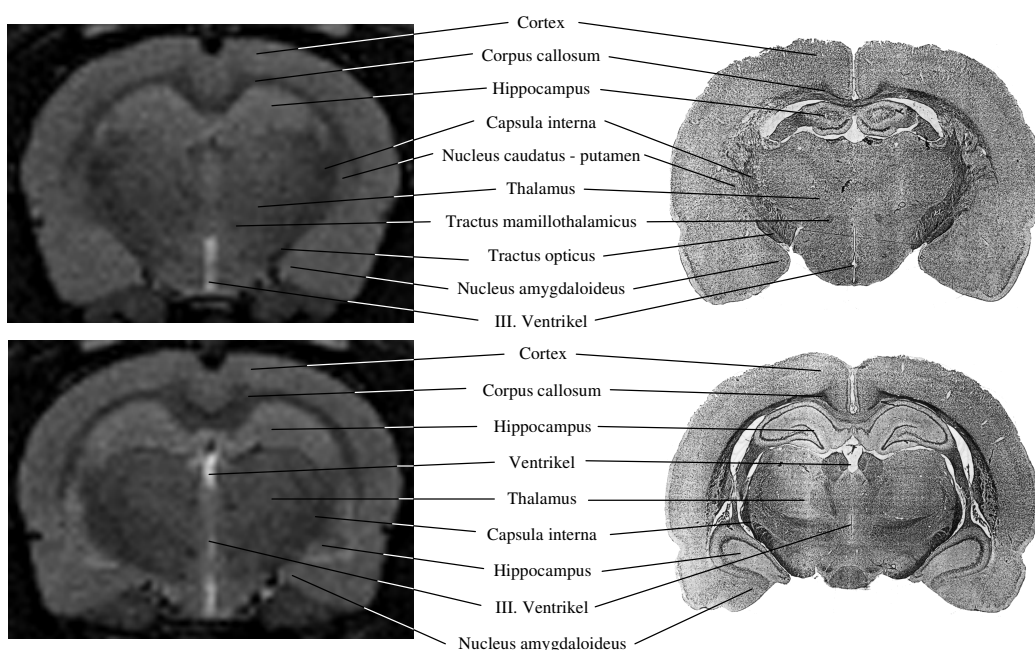 Cortex
Corpus callosum
Hippocampus
Capsula interna
Nucleus caudatus - putamen
Thalamus
Tractus mamillothalamicus
Tractus opticus
Nucleus amygdaloideus
III. Ventrikel
Cortex
Corpus callosum
Hippocampus
Ventrikel
Thalamus
Capsula interna
Hippocampus
III. Ventrikel
Nucleus amygdaloideus